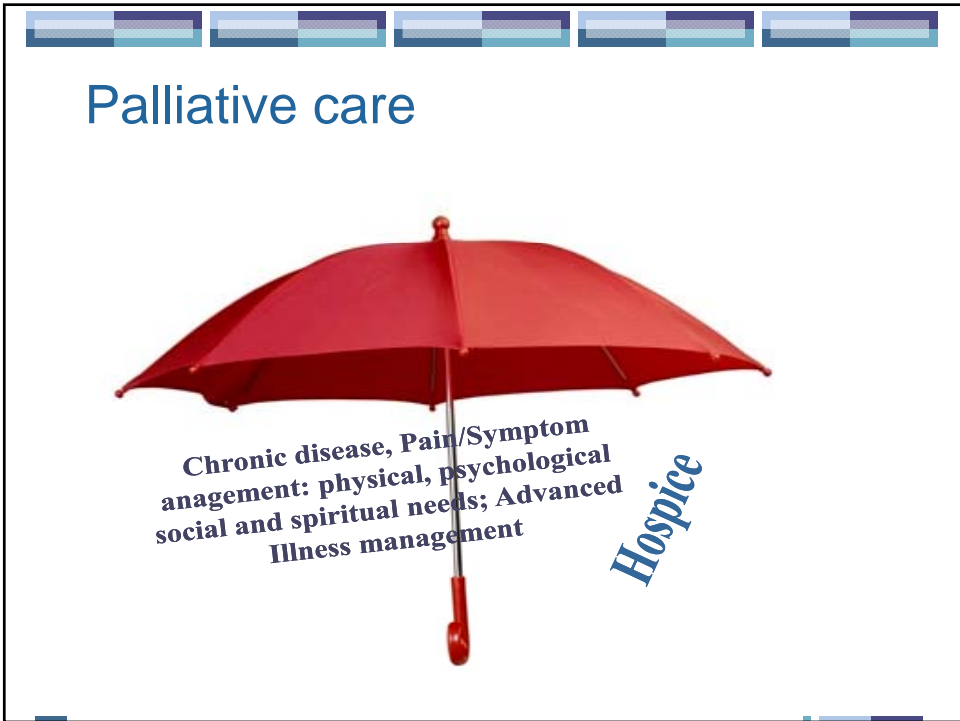 Palliative care
Chronic disease, Pain/Symptom
anagement: physical, psychological
social and spiritual needs; Advanced
Illness management
Hospice